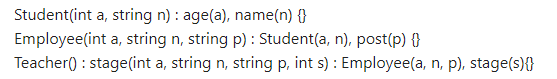 Student(int a, string n) : age(a), name(n) {}
Employee(int a, string n, string p) : Student(a, n), post(p) {}
Teacher() : stage(int a, string n, string p, int s) : Employee(a, n, p), stage(s){}